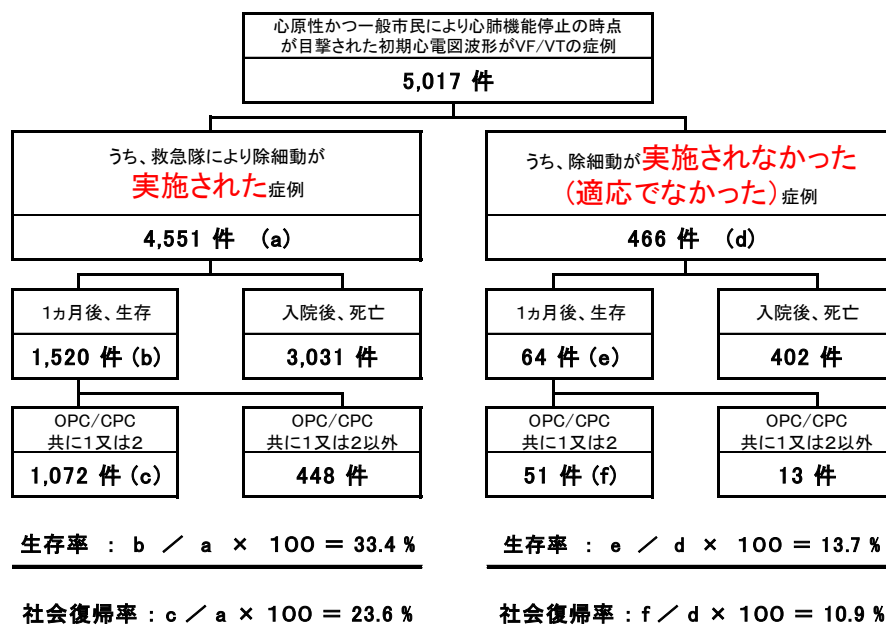 心原性かつ一般市民により心肺機能停止の時点
が目撃された初期心電図波形がVF/VTの症例
5,017 件
うち、救急隊により除細動が
実施された症例
4,551 件 (a)
うち、除細動が実施されなかった
(適応でなかった)症例
466 件 (d)
1ヵ月後、生存
1,520 件 (b)
入院後、死亡
3,031 件
1ヵ月後、生存
64 件 (e)
入院後、死亡
402 件
OPC/CPC
共に1又は2
1,072 件 (c)
OPC/CPC
共に1又は2以外
448 件
OPC/CPC
共に1又は2
51 件 (f)
OPC/CPC
共に1又は2以外
13 件
生存率 : b / a × 100 = 33.4 %
生存率 : e / d × 100 = 13.7 %
社会復帰率 : c / a × 100 = 23.6 %
社会復帰率 : f / d × 100 = 10.9 %